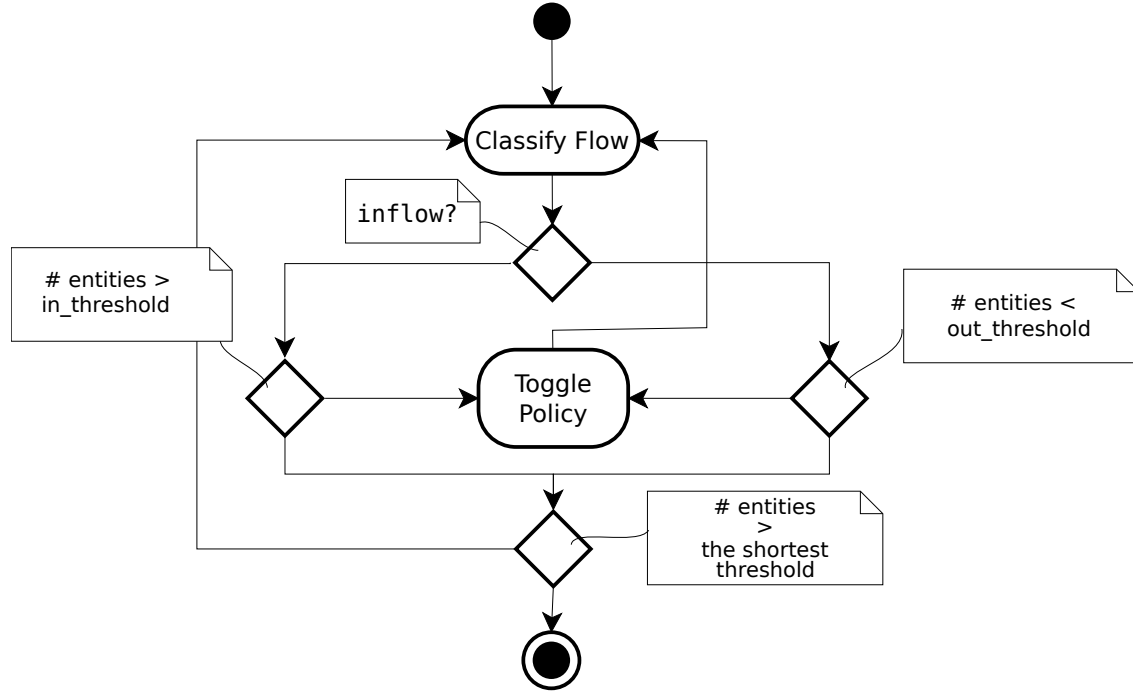 Classify Flow
inflow?
# entities >
in_threshold
# entities <
out_threshold
Toggle
Policy
# entities
>
the shortest
threshold